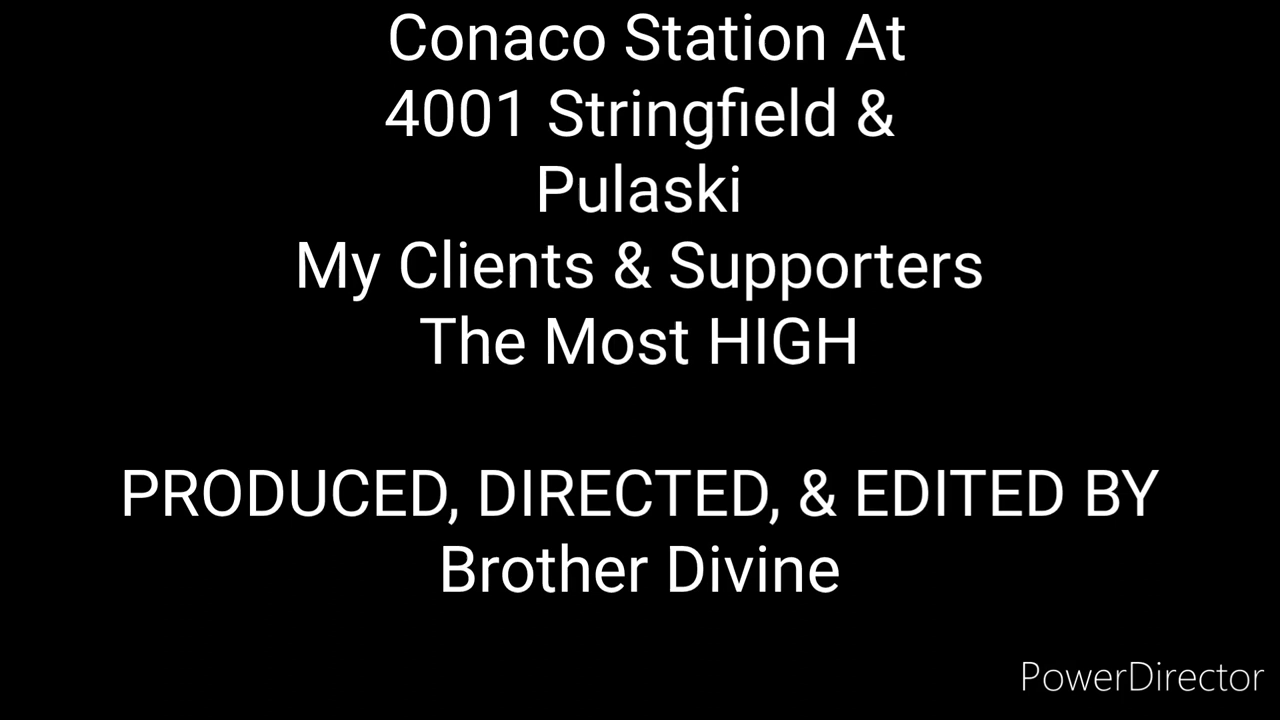 Conaco Station At
4001 Stringfield &
Pulaski
My Clients & Supporters
The Most HIGH
PRODUCED, DIRECTED, & EDITED BY
Brother Divine
PowerDirector